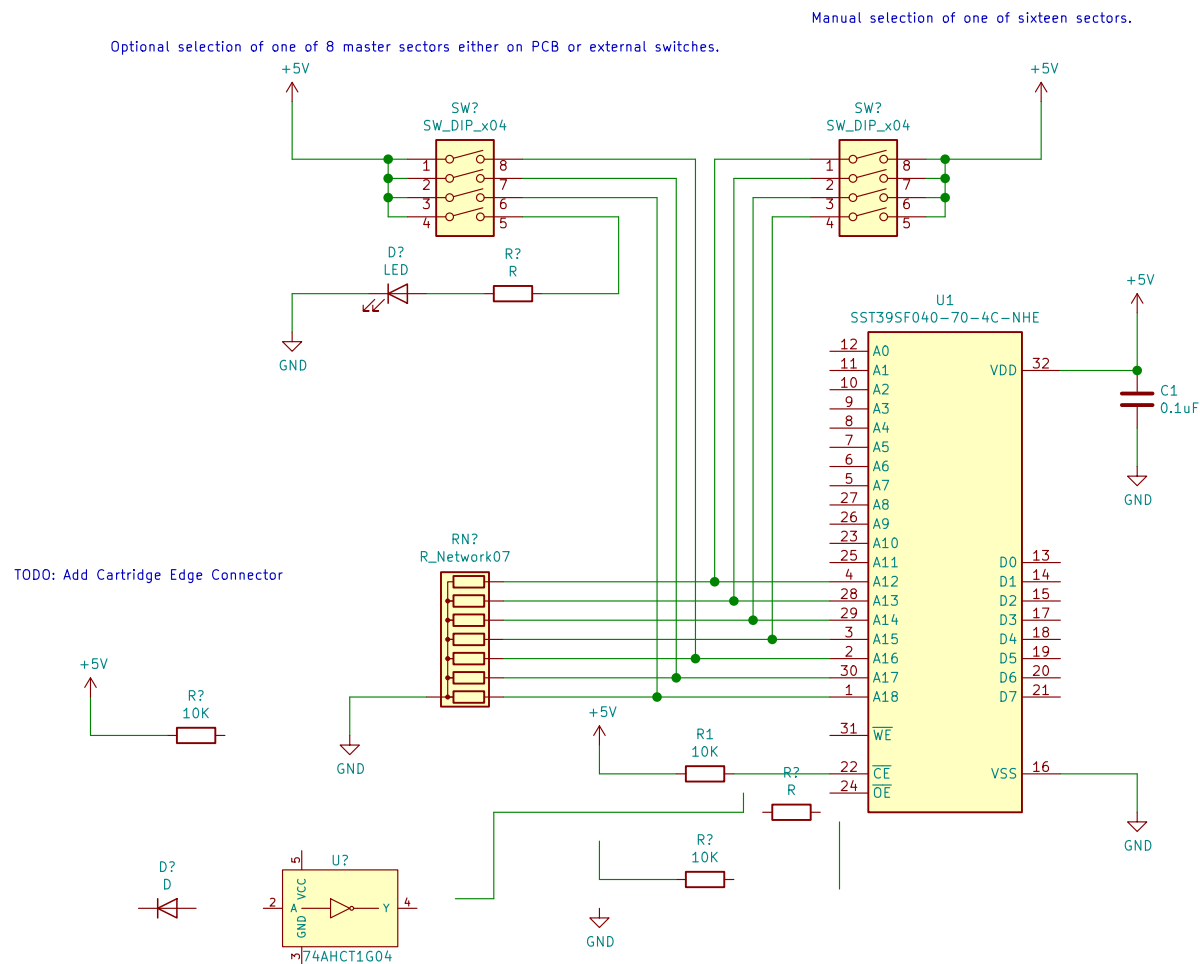 Manual selection of one of sixteen sectors.
Optional selection of one of 8 master sectors either on PCB or external switches.
+5V
+5V
SW?
SW_DIP_x04
SW?
SW_DIP_x04
1
8
2
7
3
6
4
5
1
8
2
7
3
6
4
5
D?
LED
R?
R
GND
+5V
U1
SST39SF040-70-4C-NHE
12 A0
11 A1
VDD 32
10 A2
9 A3
8 A4
7 A5
6 A6
5 A7
27 A8
26 A9
23 A10
25 A11
D0 13
4 A12
D1 14
28 A13
D2 15
29 A14
D3 17
3 A15
D4 18
2 A16
D5 19
30 A17
D6 20
1 A18
D7 21
31 WE
22 CE
VSS 16
24 OE
C1
0.1uF
GND
RN?
R_Network07
TODO: Add Cartridge Edge Connector
+5V
R?
10K
GND
+5V
R1
10K
R?
R
GND
R?
10K
GND
D?
D
U?
5
VCC
2 A
Y 4
GND
3
74AHCT1G04